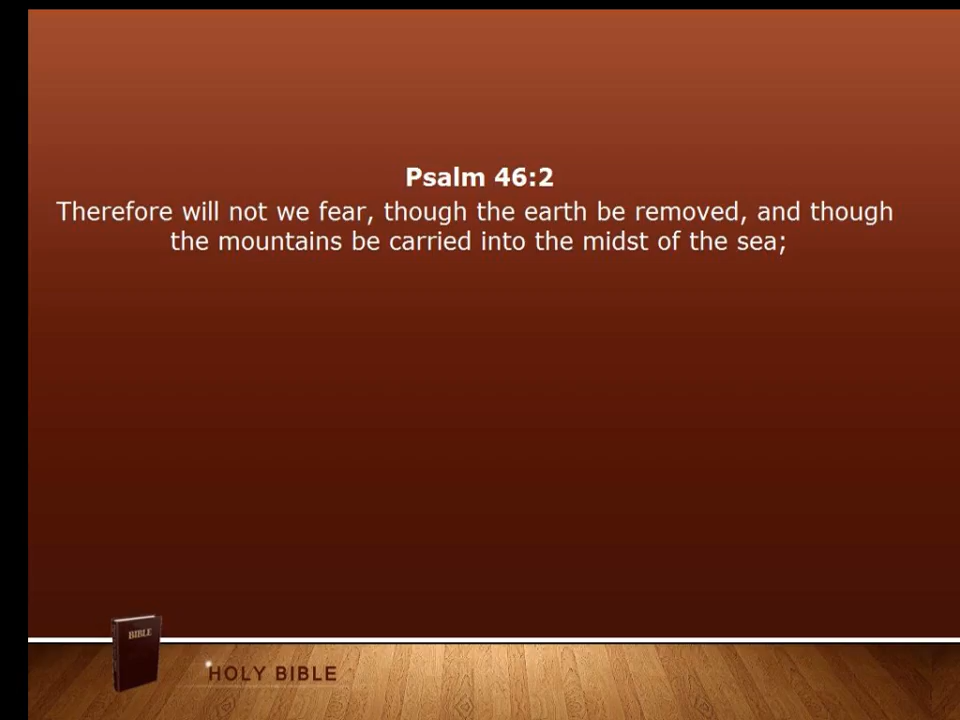 Psalm 46:2
Therefore will not we fear, though the earth be removed, and though
the mountains be carried into the midst of the sea;
BIBLE
HOLY BIBLE